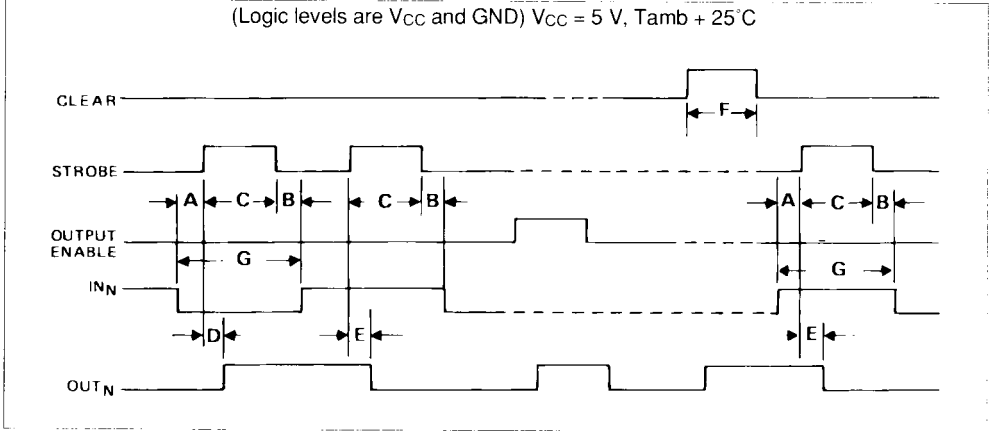 (Logic levels are VCC and GND) VCC = 5 V, Tamb + 25°C
CLEAR
F
STROBE
A C B C B A C B
OUTPUT
ENABLE
G G
INN
D E E
OUTN